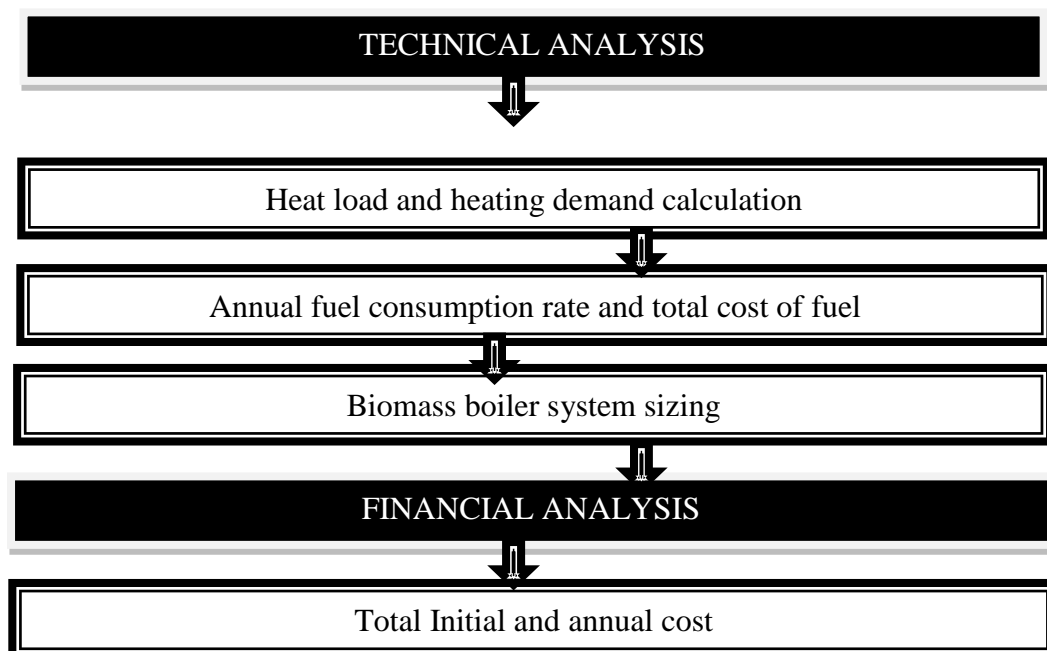 TECHNICAL ANALYSIS
Heat load and heating demand calculation
Annual fuel consumption rate and total cost of fuel
Biomass boiler system sizing
FINANCIAL ANALYSIS
Total Initial and annual cost